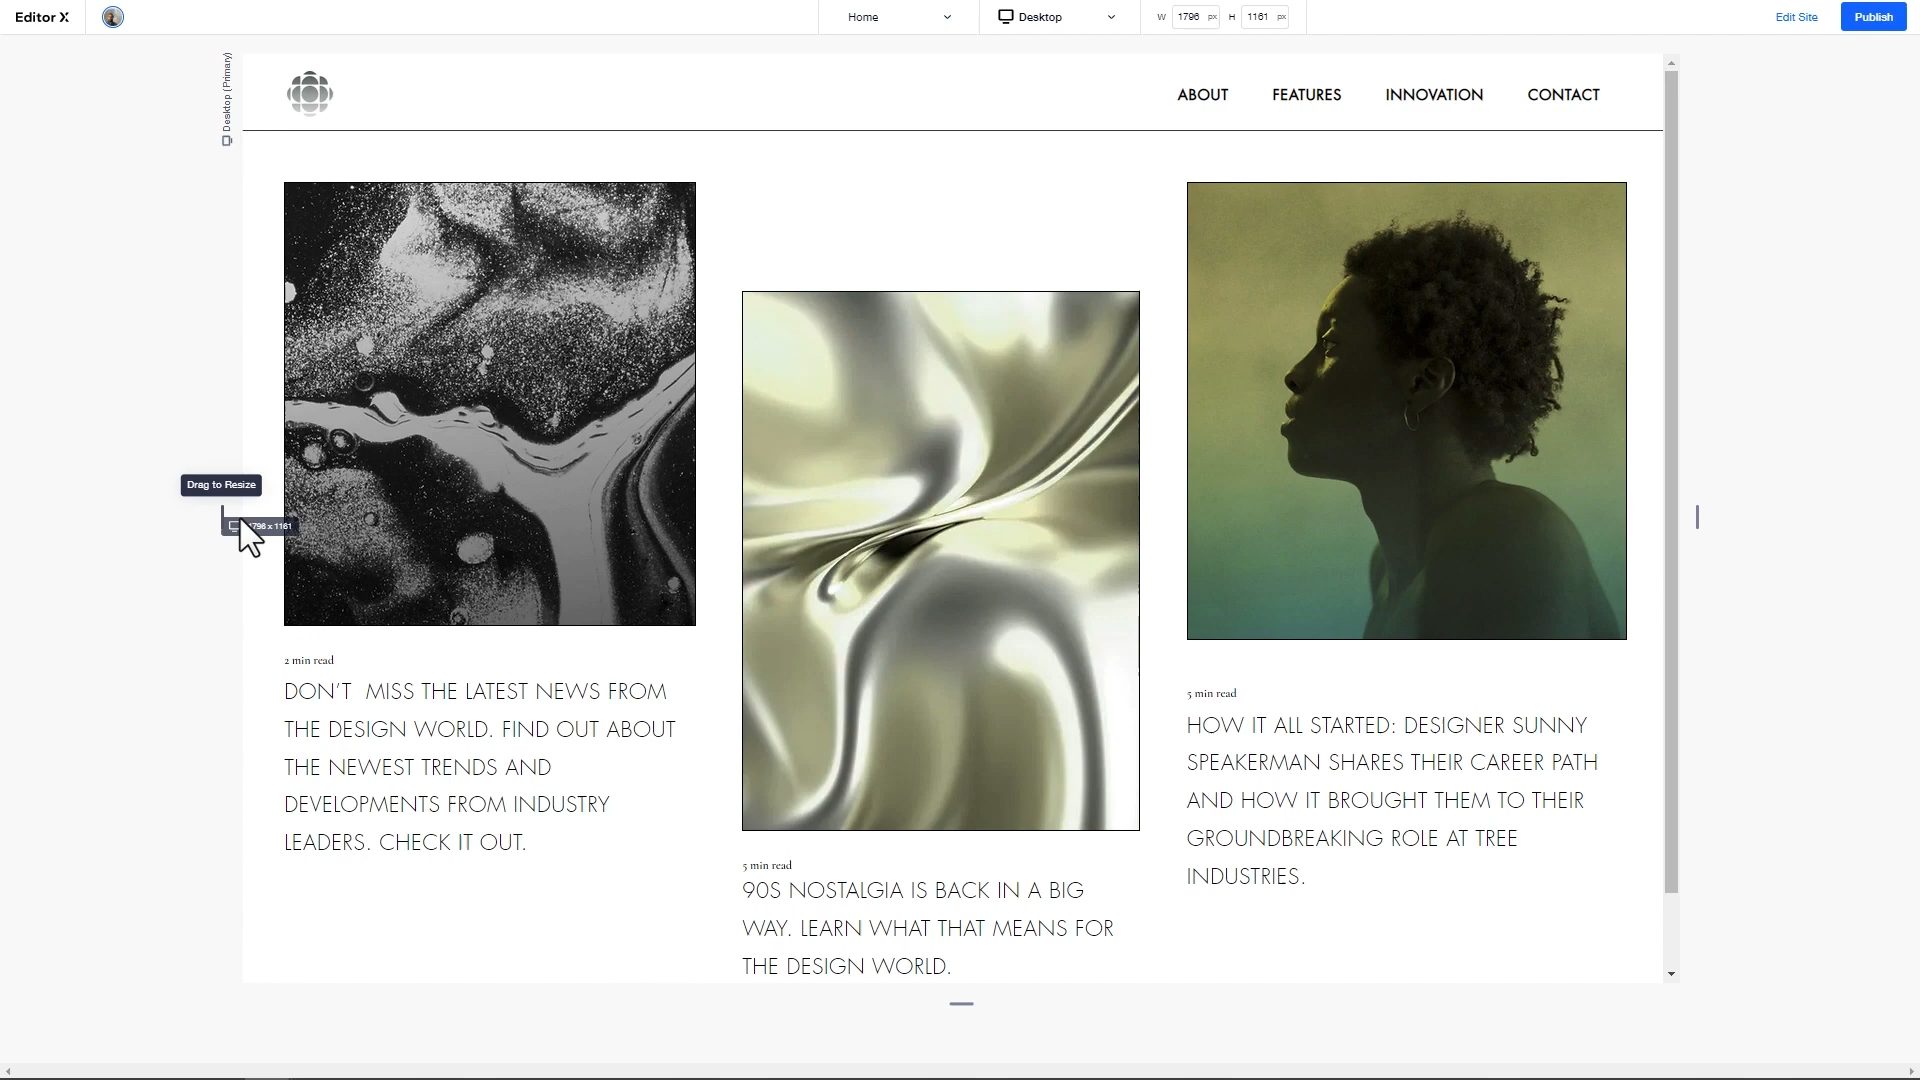 Editor X
Home
Desktop
W 1796 px H 1161 px
Edit Site
Publish
Desktop (Primary)
ABOUT FEATURES INNOVATION CONTACT
Drag to Resize
1796 x 1161
2 min read
DON'T MISS THE LATEST NEWS FROM
THE DESIGN WORLD. FIND OUT ABOUT
THE NEWEST TRENDS AND
DEVELOPMENTS FROM INDUSTRY
LEADERS. CHECK IT OUT.
5 min read
90S NOSTALGIA IS BACK IN A BIG
WAY. LEARN WHAT THAT MEANS FOR
THE DESIGN WORLD.
5 min read
HOW IT ALL STARTED: DESIGNER SUNNY
SPEAKERMAN SHARES THEIR CAREER PATH
AND HOW IT BROUGHT THEM TO THEIR
GROUNDBREAKING ROLE AT TREE
INDUSTRIES.